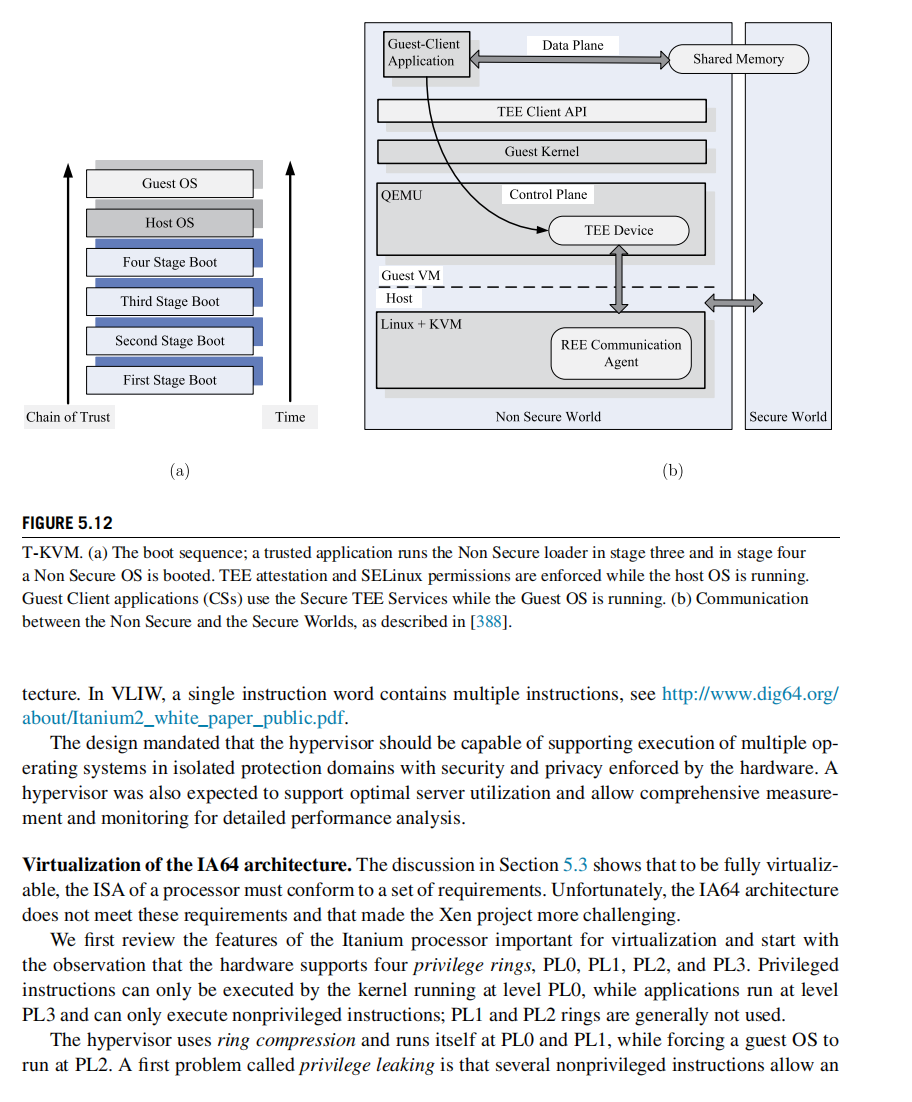 Guest OS
Host OS
Four Stage Boot
Third Stage Boot
Second Stage Boot
First Stage Boot
Chain of Trust
Time
(a)
Guest-Client
Application
Data Plane
Shared Memory
TEE Client API
Guest Kernel
QEMU
Control Plane
TEE Device
Guest VM
Host
Linux + KVM
REE Communication
Agent
Non Secure World
Secure World
(b)
FIGURE 5.12
T-KVM. (a) The boot sequence; a trusted application runs the Non Secure loader in stage three and in stage four
a Non Secure OS is booted. TEE attestation and SELinux permissions are enforced while the host OS is running.
Guest Client applications (CSs) use the Secure TEE Services while the Guest OS is running. (b) Communication
between the Non Secure and the Secure Worlds, as described in [388].
tecture. In VLIW, a single instruction word contains multiple instructions, see http://www.dig64.org/
about/Itanium2_white_paper_public.pdf.
The design mandated that the hypervisor should be capable of supporting execution of multiple op-
erating systems in isolated protection domains with security and privacy enforced by the hardware. A
hypervisor was also expected to support optimal server utilization and allow comprehensive measure-
ment and monitoring for detailed performance analysis.
Virtualization of the IA64 architecture. The discussion in Section 5.3 shows that to be fully virtualiz-
able, the ISA of a processor must conform to a set of requirements. Unfortunately, the IA64 architecture
does not meet these requirements and that made the Xen project more challenging.
We first review the features of the Itanium processor important for virtualization and start with
the observation that the hardware supports four privilege rings, PL0, PL1, PL2, and PL3. Privileged
instructions can only be executed by the kernel running at level PL0, while applications run at level
PL3 and can only execute nonprivileged instructions; PL1 and PL2 rings are generally not used.
The hypervisor uses ring compression and runs itself at PL0 and PL1, while forcing a guest OS to
run at PL2. A first problem called privilege leaking is that several nonprivileged instructions allow an